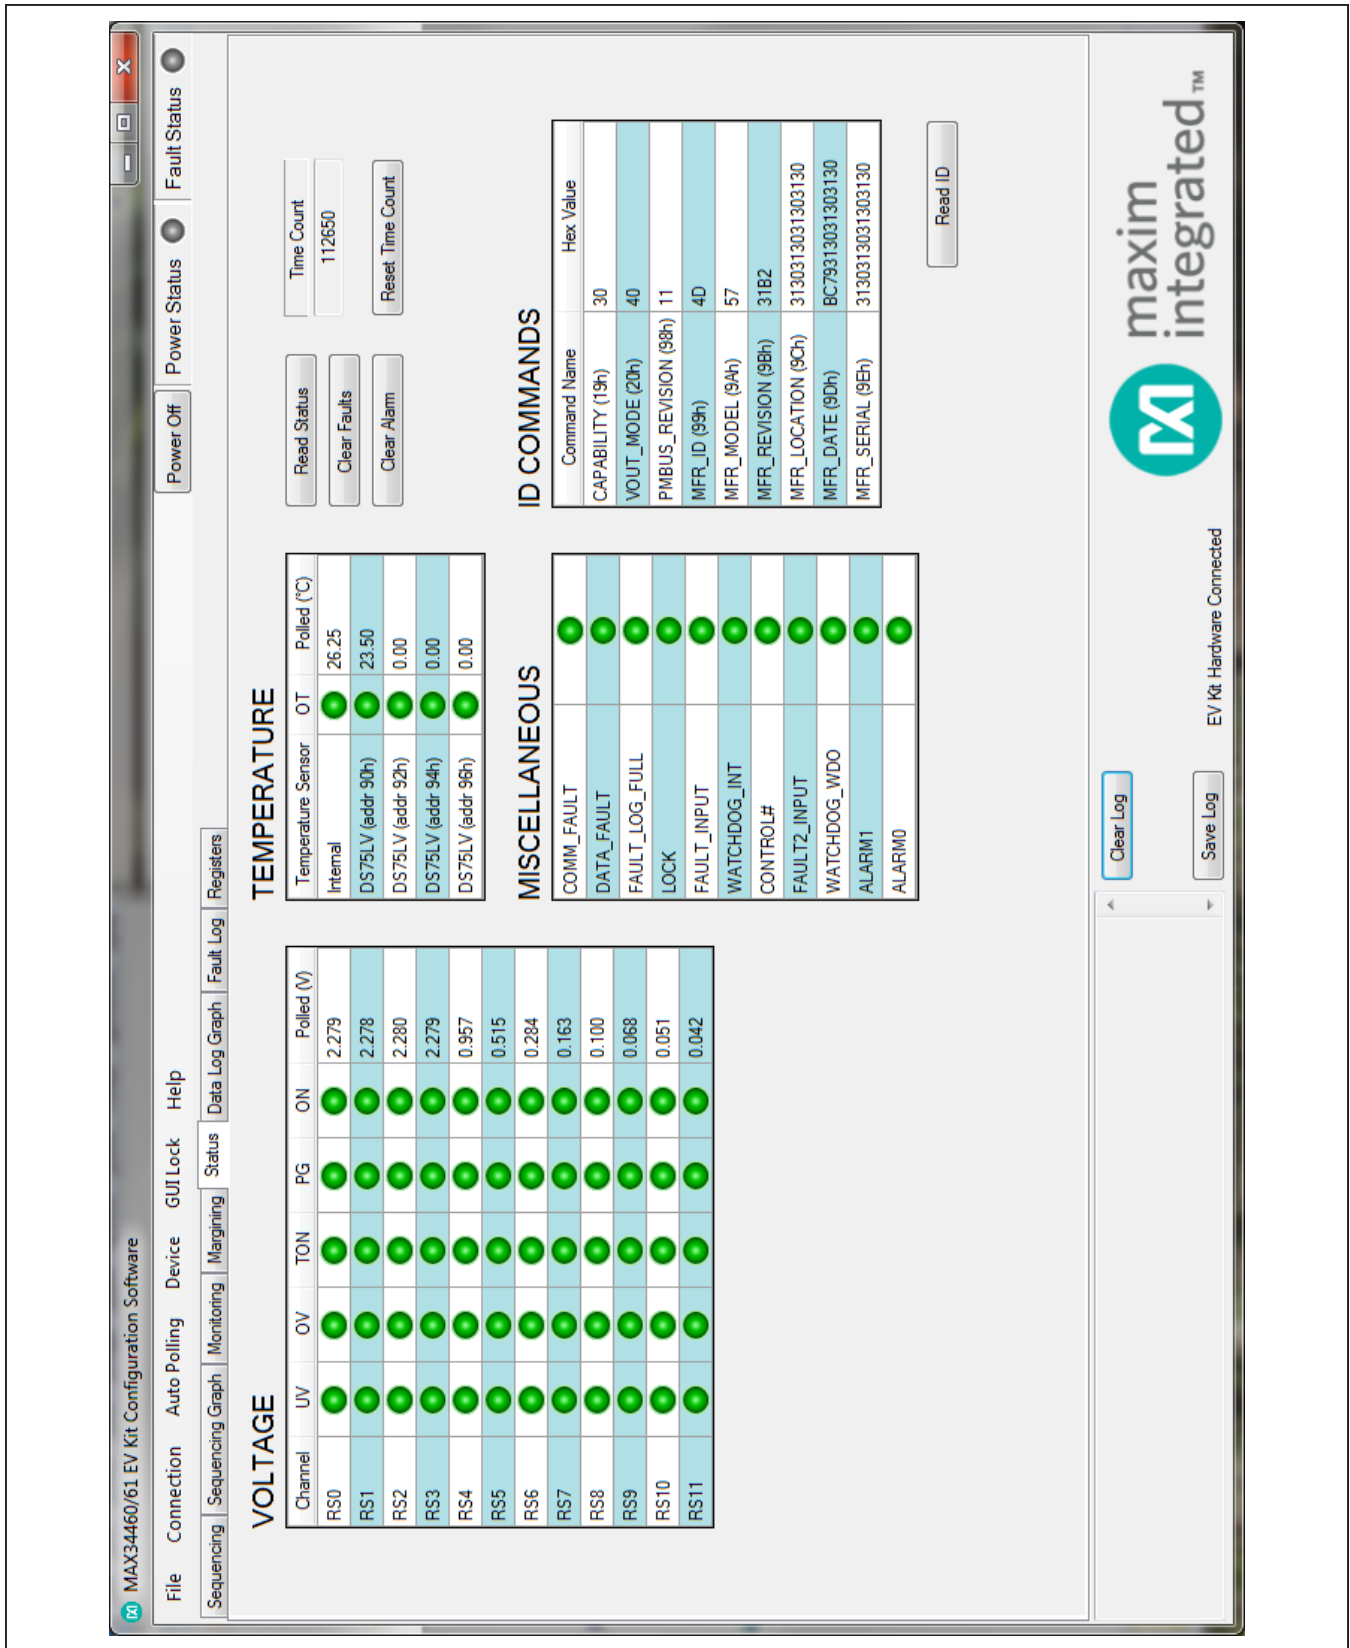 MAX34460/61 EV Kit Configuration Software
File Connection Auto Polling Device GUI Lock Help
Power Off Power Status Fault Status
Sequencing Sequencing Graph Monitoring Margining Status Data Log Graph Fault Log Registers
VOLTAGE
Channel UV OV TON PG ON Polled (V)
RS0 2.279
RS1 2.278
RS2 2.280
RS3 2.279
RS4 0.957
RS5 0.515
RS6 0.284
RS7 0.163
RS8 0.100
RS9 0.068
RS10 0.051
RS11 0.042
TEMPERATURE
Temperature Sensor OT Polled (°C)
Internal 26.25
DS75LV (addr 90h) 23.50
DS75LV (addr 92h) 0.00
DS75LV (addr 94h) 0.00
DS75LV (addr 96h) 0.00
Read Status
Clear Faults
Clear Alarm
Time Count
112650
Reset Time Count
MISCELLANEOUS
COMM_FAULT
DATA_FAULT
FAULT_LOG_FULL
LOCK
FAULT_INPUT
WATCHDOG_INT
CONTROL#
FAULT2_INPUT
WATCHDOG_WDO
ALARM1
ALARM0
ID COMMANDS
Command Name Hex Value
CAPABILITY (19h) 30
VOUT_MODE (20h) 40
PMBUS_REVISION (98h) 11
MFR_ID (99h) 4D
MFR_MODEL (9Ah) 57
MFR_REVISION (9Bh) 31B2
MFR_LOCATION (9Ch) 3130313031303130
MFR_DATE (9Dh) BC79313031303130
MFR_SERIAL (9Eh) 3130313031303130
Read ID
Clear Log
Save Log
EV Kit Hardware Connected
maxim
integrated™